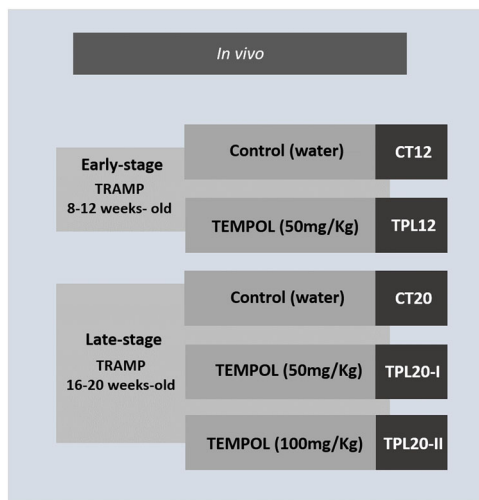 In vivo
Early-stage
TRAMP
8-12 weeks- old
Control (water)
CT12
TEMPOL (50mg/Kg)
TPL12
Late-stage
TRAMP
16-20 weeks-old
Control (water)
CT20
TEMPOL (50mg/Kg)
TPL20-I
TEMPOL (100mg/Kg)
TPL20-II